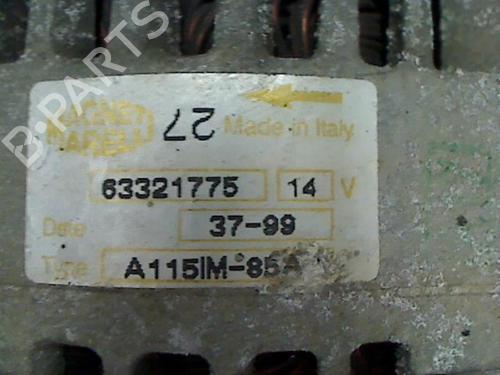 B-PARTS
MAGNETI
MARELLI
27
Made in Italy
63321775 14 V
Date 37-99
Type A115IM-85A